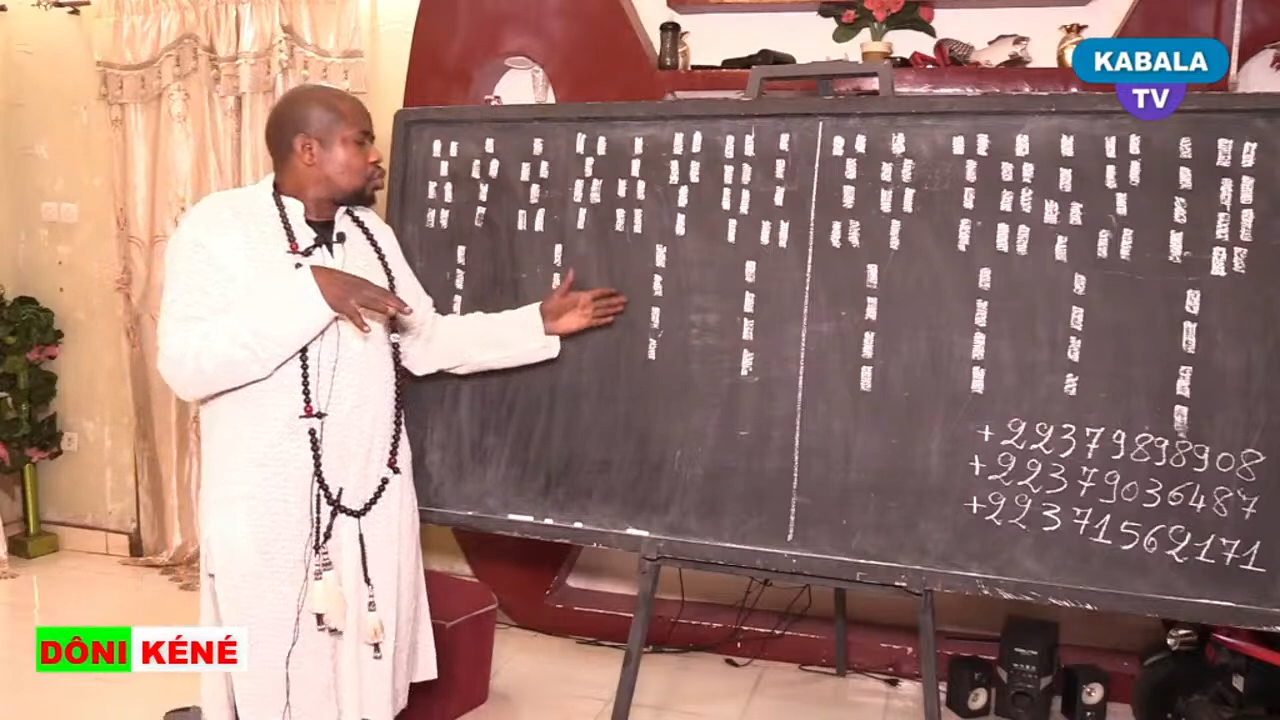 KABALA
TV
+22379898908
+22379036487
+22371562171
DÔNI KÉNÉ